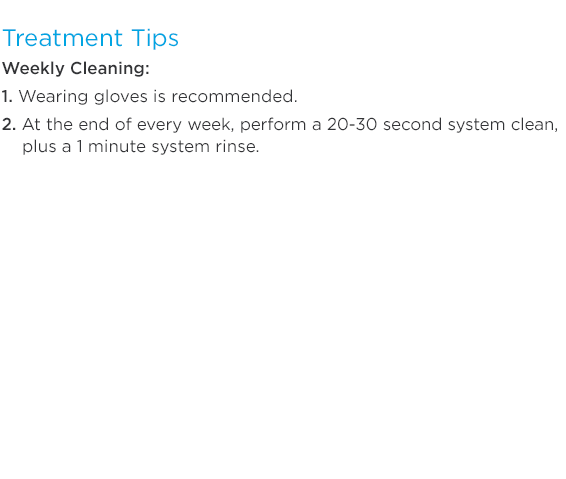 Treatment Tips
Weekly Cleaning:
1. Wearing gloves is recommended.
2. At the end of every week, perform a 20-30 second system clean,
plus a 1 minute system rinse.